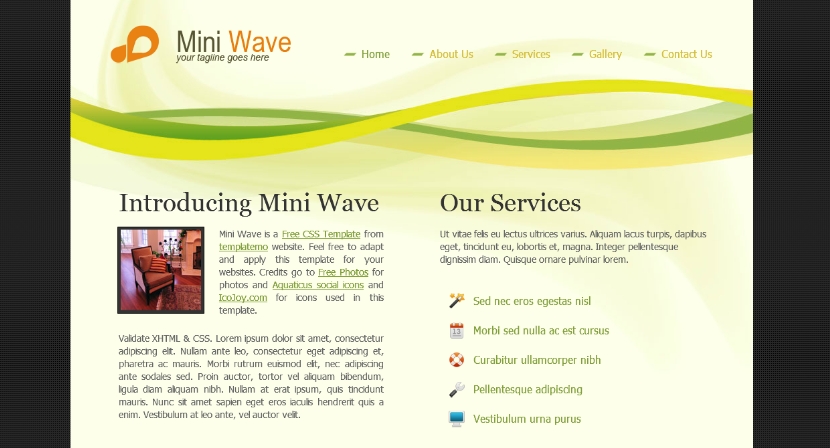 Mini Wave
your tagline goes here
Home
About Us
Services
Gallery
Contact Us
Introducing Mini Wave
Mini Wave is a Free CSS Template from
templatemo website. Feel free to adapt
and apply this template for your
websites. Credits go to Free Photos for
photos and Aquaticus social icons and
IcoJoy.com for icons used in this
template.
Validate XHTML & CSS. Lorem ipsum dolor sit amet, consectetur
adipiscing elit. Nullam ante leo, consectetur eget adipiscing et,
pharetra ac mauris. Morbi rutrum euismod elit, nec adipiscing
ante sodales sed. Proin auctor, tortor vel aliquam bibendum,
ligula diam aliquam nibh. Nullam at erat ipsum, quis tincidunt
mauris. Nunc sit amet sapien eget eros iaculis hendrerit quis a
enim. Vestibulum at leo ante, vel auctor velit.
Our Services
Ut vitae felis eu lectus ultrices varius. Aliquam lacus turpis, dapibus
eget, tincidunt eu, lobortis et, magna. Integer pellentesque
dignissim diam. Quisque ornare pulvinar lorem.
Sed nec eros egestas nisl
13
Morbi sed nulla ac est cursus
Curabitur ullamcorper nibh
Pellentesque adipiscing
Vestibulum urna purus